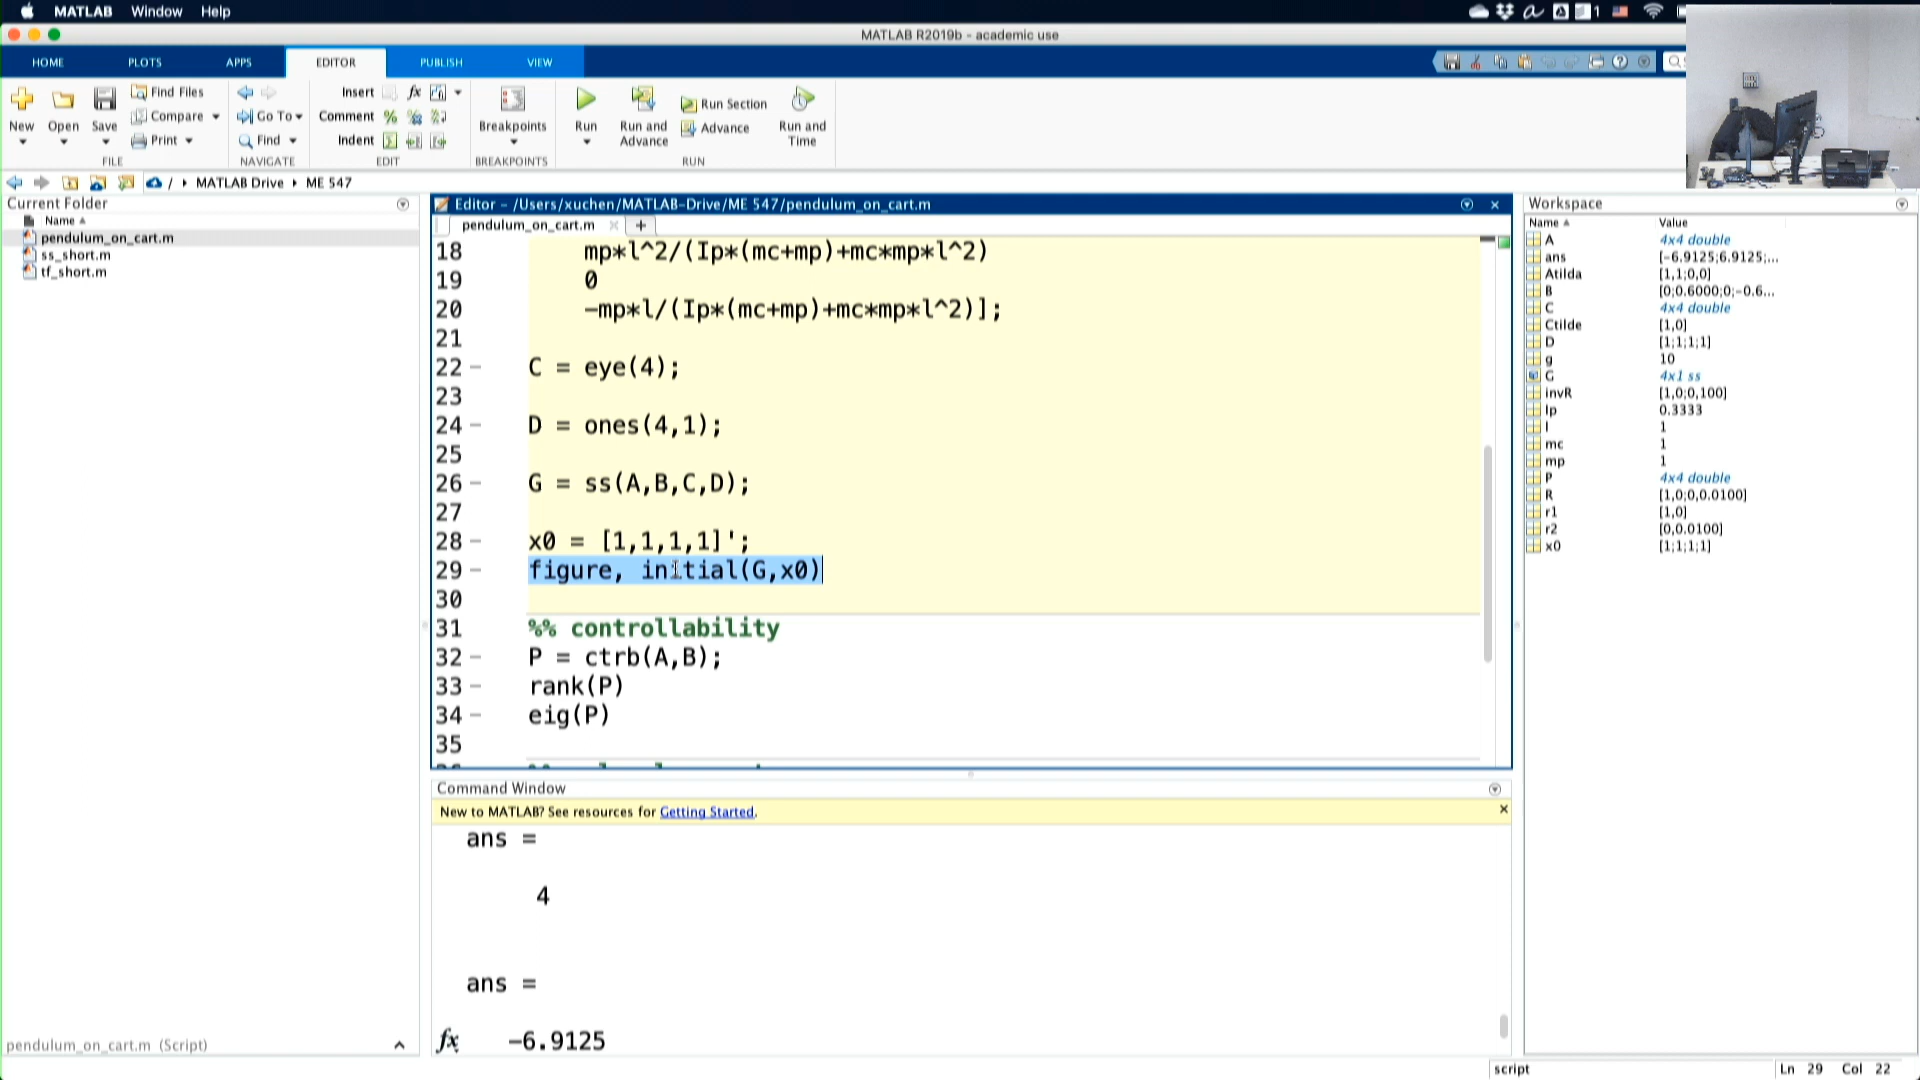 MATLAB Window Help
1
MATLAB R2019b - academic use
HOME PLOTS APPS EDITOR PUBLISH VIEW
New Open Save
Find Files
Compare
Print
FILE
Go To
Find
NAVIGATE
Insert fx
Comment
Indent
EDIT
Breakpoints
BREAKPOINTS
Run
Run and Advance
Run Section
Advance
Run and Time
RUN
/ MATLAB Drive ME 547
Current Folder
Name
pendulum_on_cart.m
ss_short.m
tf_short.m
pendulum_on_cart.m (Script)
Editor - /Users/xuchen/MATLAB-Drive/ME 547/pendulum_on_cart.m
pendulum_on_cart.m +
18 mp*l^2/(Ip*(mc+mp)+mc*mp*l^2)
19 0
20 -mp*l/(Ip*(mc+mp)+mc*mp*l^2)];
21
22 - C = eye(4);
23
24 - D = ones(4,1);
25
26 - G = ss(A,B,C,D);
27
28 - x0 = [1,1,1,1]';
29 - figure, initial(G,x0)
30
31 %% controllability
32 - P = ctrb(A,B);
33 - rank(P)
34 - eig(P)
35
Command Window
New to MATLAB? See resources for Getting Started.
ans =
4
ans =
fx -6.9125
Workspace
Name Value
A 4x4 double
ans [-6.9125;6.9125;...
Atilda [1,1;0,0]
B [0;0.6000;0;-0.6...
C 4x4 double
Ctilde [1,0]
D [1;1;1;1]
g 10
G 4x1 ss
invR [1,0;0,100]
Ip 0.3333
l 1
mc 1
mp 1
P 4x4 double
R [1,0;0,0.0100]
r1 [1,0]
r2 [0,0.0100]
x0 [1;1;1;1]
script Ln 29 Col 22